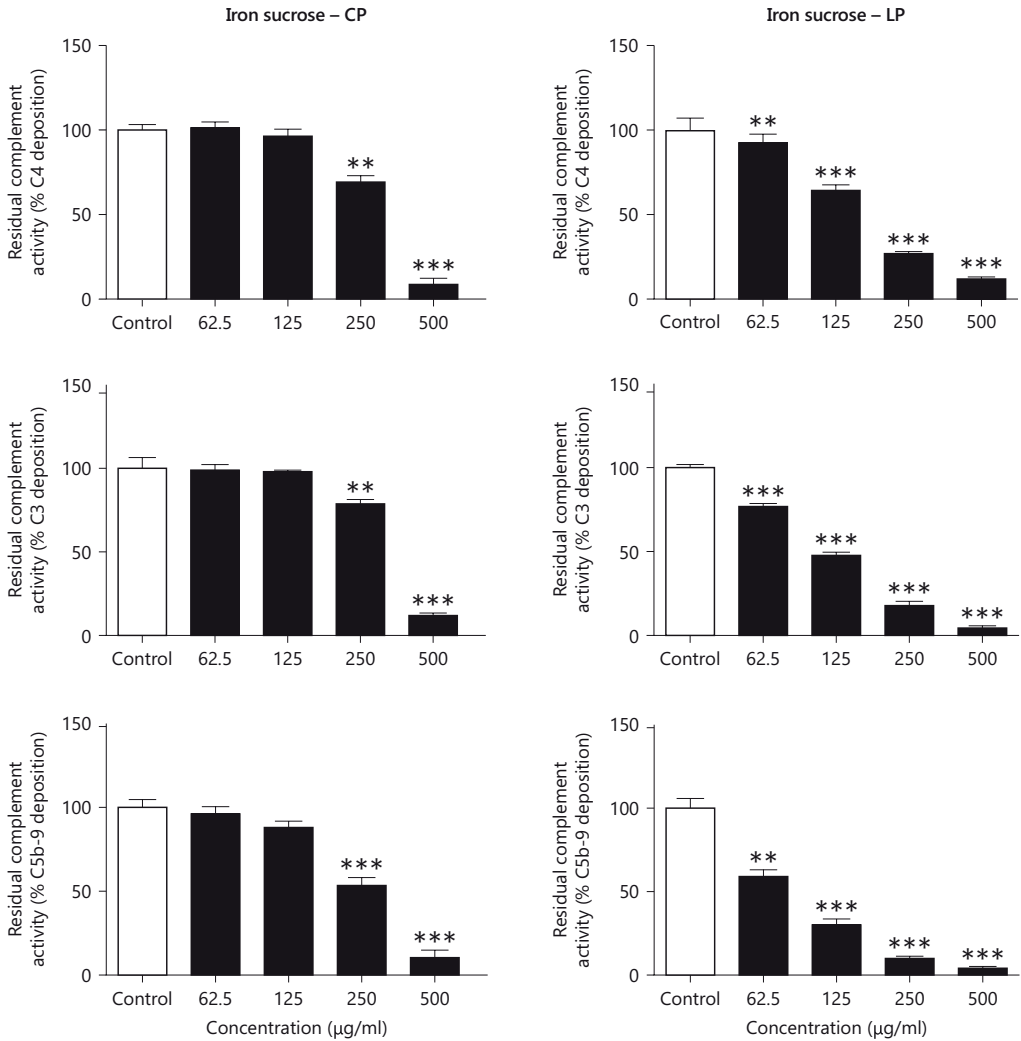 Iron sucrose – CP
Residual complement
activity (% C4 deposition)
150
100
50
0
**
***
Control 62.5 125 250 500
Iron sucrose – LP
Residual complement
activity (% C4 deposition)
150
100
50
0
**
***
***
***
Control 62.5 125 250 500
Residual complement
activity (% C3 deposition)
150
100
50
0
**
***
Control 62.5 125 250 500
Residual complement
activity (% C3 deposition)
150
100
50
0
***
***
***
***
Control 62.5 125 250 500
Residual complement
activity (% C5b-9 deposition)
150
100
50
0
***
***
Control 62.5 125 250 500
Concentration (µg/ml)
Residual complement
activity (% C5b-9 deposition)
150
100
50
0
**
***
***
***
Control 62.5 125 250 500
Concentration (µg/ml)